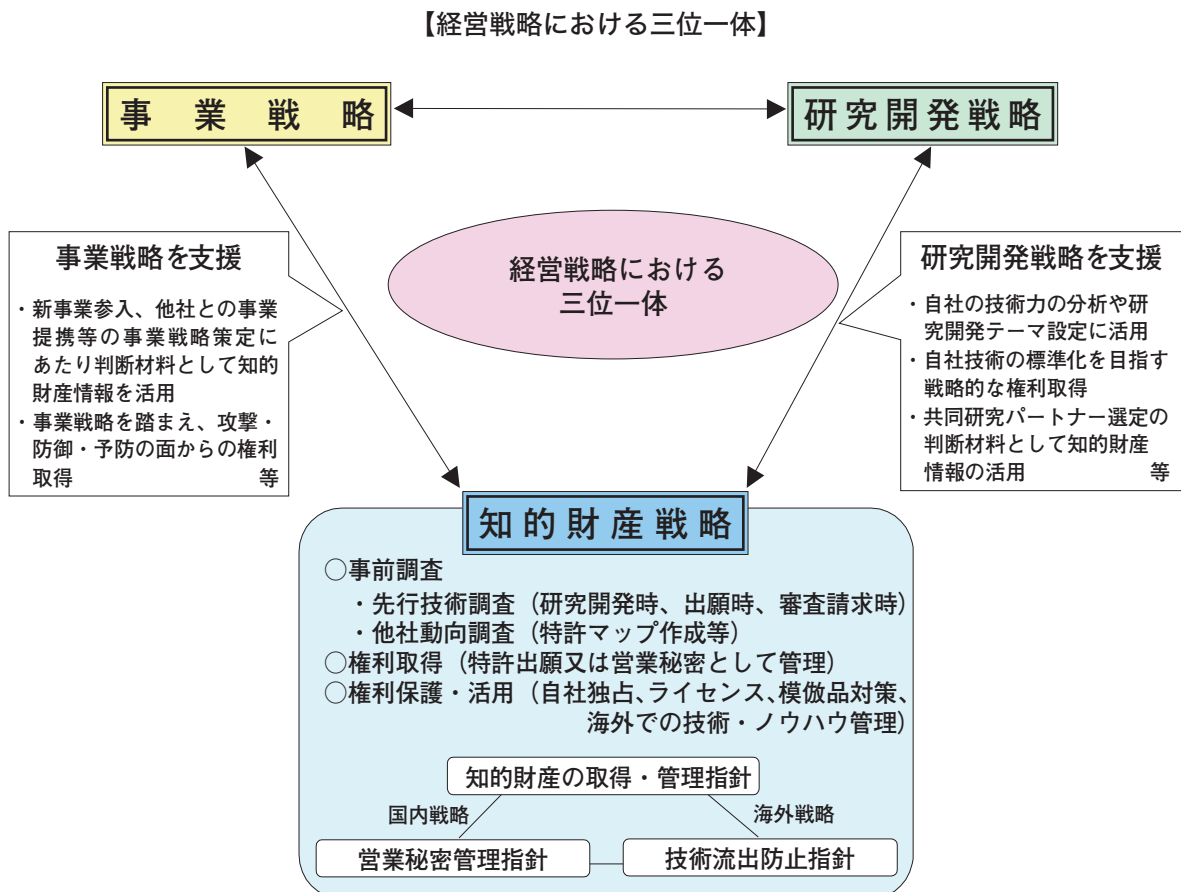 【経営戦略における三位一体】
事業戦略
研究開発戦略
経営戦略における
三位一体
事業戦略を支援
・新事業参入、他社との事業
提携等の事業戦略策定に
あたり判断材料として知的
財産情報を活用
・事業戦略を踏まえ、攻撃・
防御・予防の面からの権利
取得 等
研究開発戦略を支援
・自社の技術力の分析や研
究開発テーマ設定に活用
・自社技術の標準化を目指す
戦略的な権利取得
・共同研究パートナー選定の
判断材料として知的財産
情報の活用 等
知的財産戦略
○事前調査
・先行技術調査（研究開発時、出願時、審査請求時）
・他社動向調査（特許マップ作成等）
○権利取得（特許出願又は営業秘密として管理）
○権利保護・活用（自社独占、ライセンス、模倣品対策、
海外での技術・ノウハウ管理）
知的財産の取得・管理指針
国内戦略
海外戦略
営業秘密管理指針
技術流出防止指針